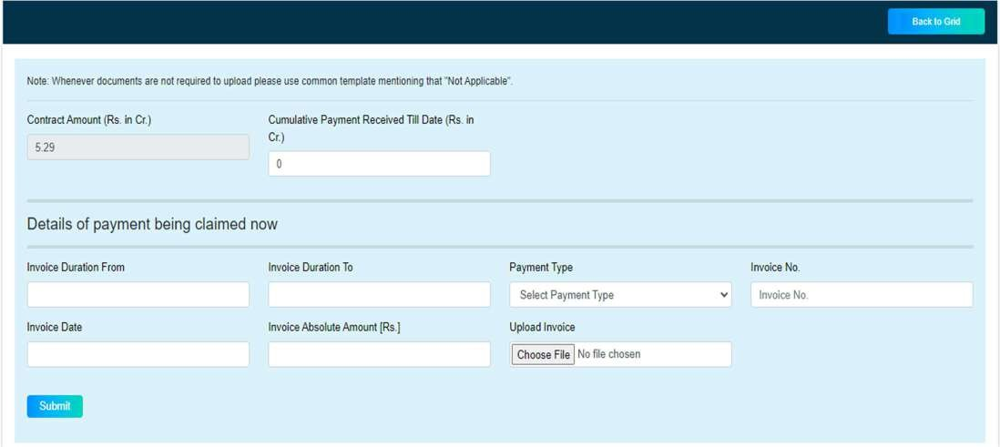 Back to Grid
Note: Whenever documents are not required to upload please use common template mentioning that "Not Applicable".
Contract Amount (Rs. in Cr.)
5.29
Cumulative Payment Received Till Date (Rs. in
Cr.)
0
Details of payment being claimed now
Invoice Duration From
Invoice Duration To
Payment Type
Select Payment Type
Invoice No.
Invoice No.
Invoice Date
Invoice Absolute Amount [Rs.]
Upload Invoice
Choose File No file chosen
Submit